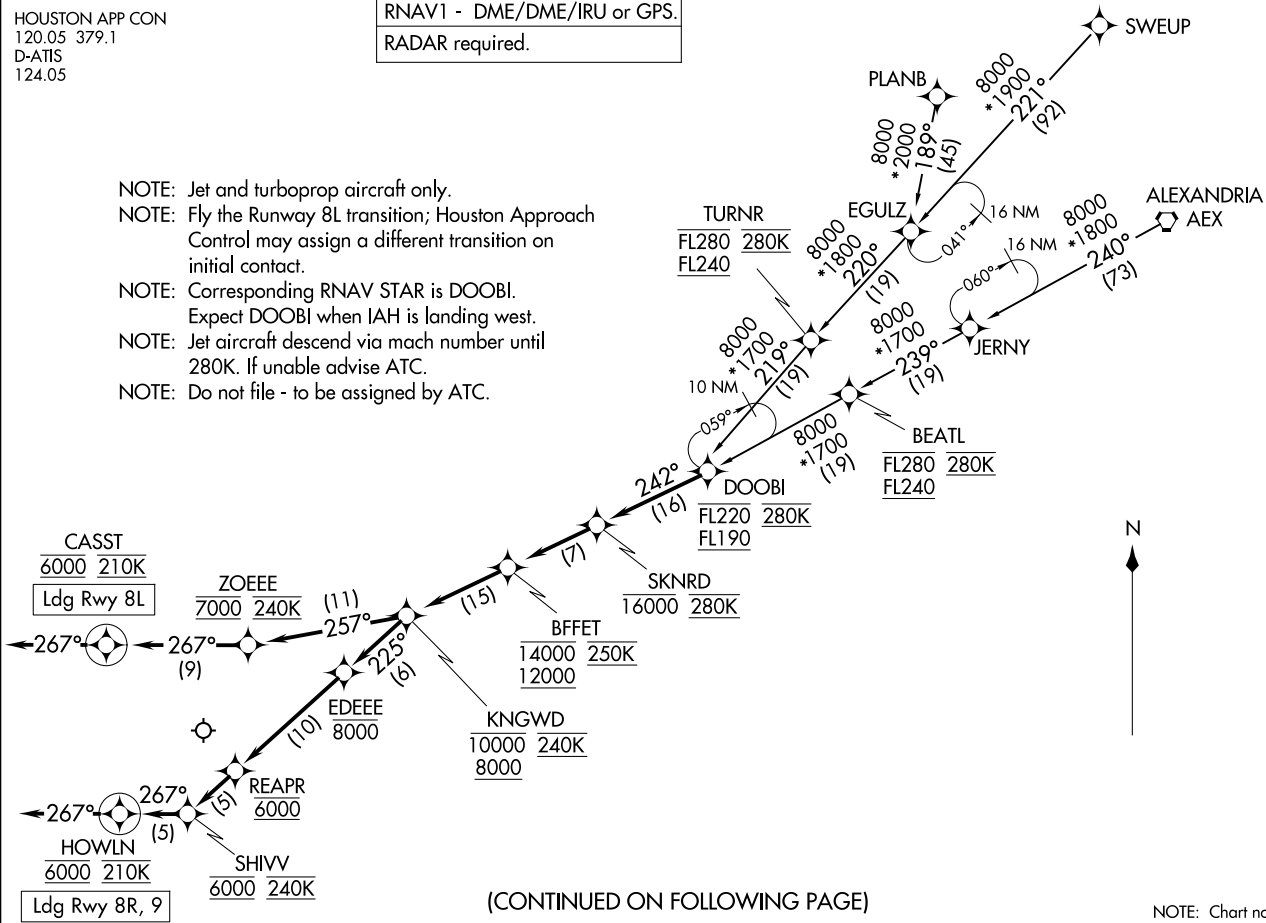 HOUSTON APP CON
120.05 379.1
D-ATIS
124.05
RNAV1 - DME/DME/IRU or GPS.
RADAR required.
NOTE: Jet and turboprop aircraft only.
NOTE: Fly the Runway 8L transition; Houston Approach
Control may assign a different transition on
initial contact.
NOTE: Corresponding RNAV STAR is DOOBI.
Expect DOOBI when IAH is landing west.
NOTE: Jet aircraft descend via mach number until
280K. If unable advise ATC.
NOTE: Do not file - to be assigned by ATC.
SWEUP
8000
*1900
221°
(92)
PLANB
8000
*2000
189°
(45)
EGULZ
041°
16 NM
ALEXANDRIA
AEX
8000
*1800
240°
(73)
TURNR
FL280 280K
FL240
8000
*1800
220°
(19)
060°
16 NM
JERNY
8000
*1700
239°
(19)
8000
*1700
219°
(19)
10 NM
059°
BEATL
FL280 280K
FL240
8000
*1700
(19)
DOOBI
FL220 280K
FL190
242°
(16)
SKNRD
16000 280K
(7)
BFFET
14000 250K
12000
(15)
KNGWD
10000 240K
8000
CASST
6000 210K
Ldg Rwy 8L
ZOEEE
7000 240K
(11)
257°
267°
267°
(9)
225°
(6)
EDEEE
8000
(10)
REAPR
6000
(5)
267°
267°
(5)
HOWLN
6000 210K
Ldg Rwy 8R, 9
SHIVV
6000 240K
N
(CONTINUED ON FOLLOWING PAGE)
NOTE: Chart no